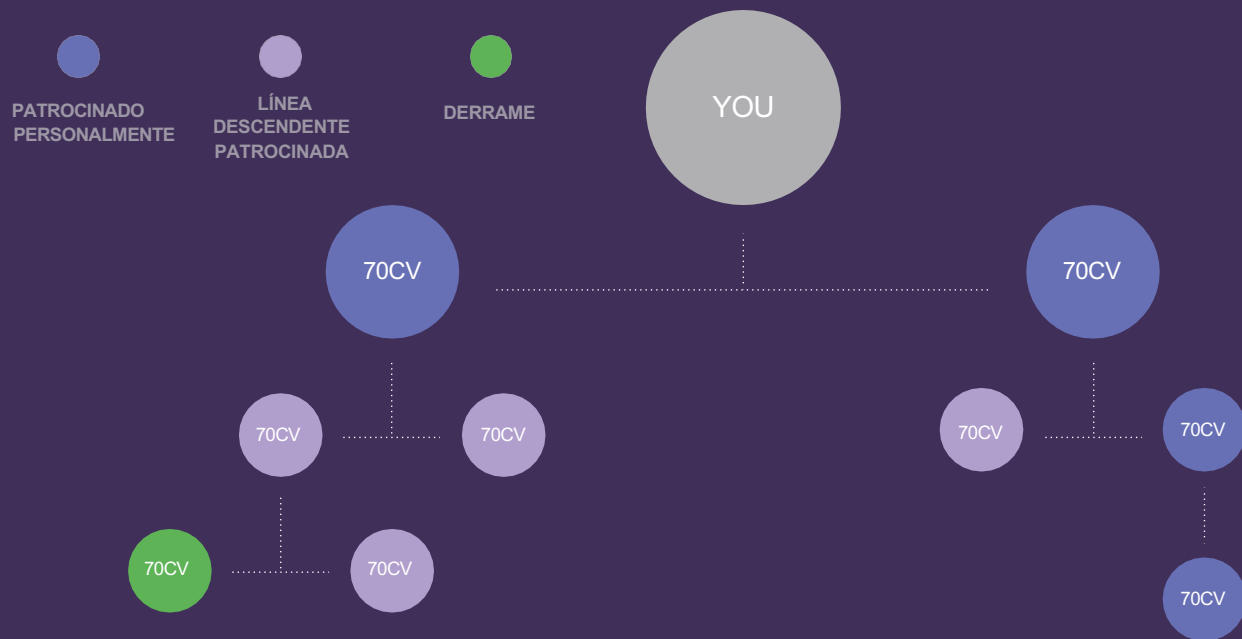 YOU
PATROCINADO
PERSONALMENTE
LÍNEA
DESCENDENTE
PATROCINADA
DERRAME
70CV
70CV
70CV
70CV
70CV
70CV
70CV
70CV
70CV